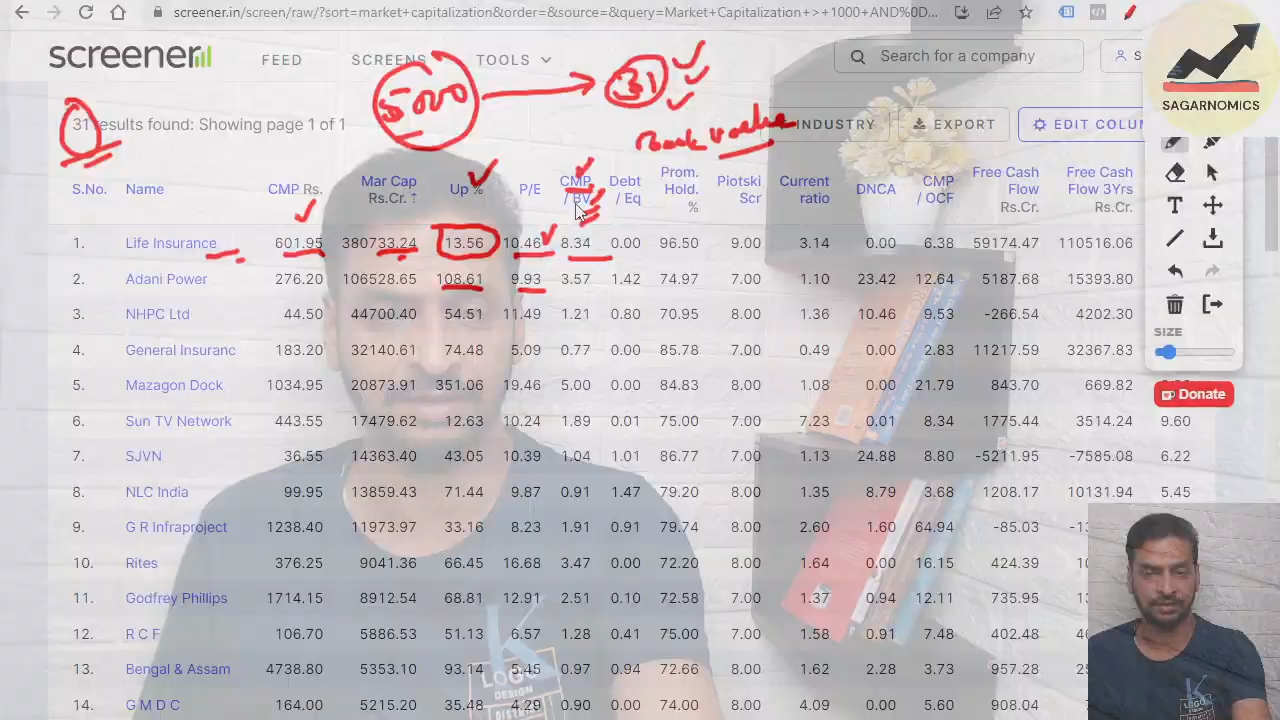 screener.in/screen/raw/?sort=market+capitalization&order=&source=&query=Market+Capitalization+>+1000+AND%0D...
screener
FEED
SCREENS
TOOLS
Search for a company
S
5000
31
Book value
SAGARNOMICS
31 results found: Showing page 1 of 1
INDUSTRY
EXPORT
EDIT COLUM
S.No. Name CMP Rs. Mar Cap Rs.Cr. ↑ Up % P/E CMP / BV Debt / Eq Prom. Hold. % Piotski Scr Current ratio DNCA CMP / OCF Free Cash Flow Rs.Cr. Free Cash Flow 3Yrs Rs.Cr.
1. Life Insurance 601.95 380733.24 13.56 10.46 8.34 0.00 96.50 9.00 3.14 0.00 6.38 59174.47 110516.06
2. Adani Power 276.20 106528.65 108.61 9.93 3.57 1.42 74.97 7.00 1.10 23.42 12.64 5187.68 15393.80
3. NHPC Ltd 44.50 44700.40 54.51 11.49 1.21 0.80 70.95 7.00 1.36 10.46 9.53 -266.54 4202.30
4. General Insuranc 183.20 32140.61 74.48 5.09 0.77 0.00 85.78 7.00 0.49 0.00 2.83 11217.59 32367.83
5. Mazagon Dock 1034.95 20873.91 351.06 19.46 5.00 0.00 84.83 8.00 1.08 0.00 21.79 843.70 669.82
6. Sun TV Network 443.55 17479.62 12.63 10.24 1.89 0.01 75.00 7.00 7.23 0.01 8.34 1775.44 3514.24 9.60
7. SJVN 36.55 14363.40 43.05 10.39 1.04 1.01 86.77 7.00 1.13 24.88 8.80 -5211.95 -7585.08 6.22
8. NLC India 99.95 13859.43 71.44 9.87 0.91 1.47 79.20 8.00 1.35 8.79 3.68 1208.17 10131.94 5.45
9. G R Infraproject 1238.40 11973.97 33.16 8.23 1.91 0.91 79.74 8.00 2.60 1.60 64.94 -85.03
10. Rites 376.25 9041.36 66.45 16.68 3.47 0.00 72.20 8.00 1.64 0.00 16.15 424.39
11. Godfrey Phillips 1714.15 8912.54 68.81 12.91 2.51 0.10 72.58 7.00 1.37 0.94 12.11 735.95
12. R C F 106.70 5886.53 51.13 6.57 1.28 0.41 75.00 7.00 1.58 0.91 7.48 402.48
13. Bengal & Assam 4738.80 5353.10 93.14 5.45 0.97 0.94 72.66 8.00 1.62 2.28 3.73 957.28
14. G M D C 164.00 5215.20 35.48 4.29 0.90 0.00 74.00 7.00 4.09 0.00 5.60 908.04
SIZE
Donate
LOGO
DESIGN